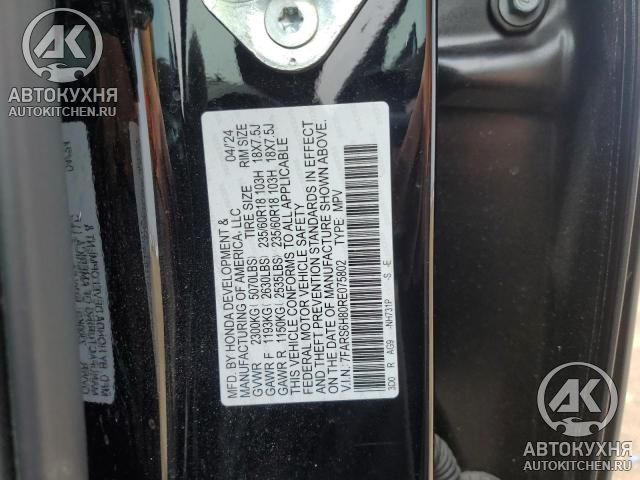 АВТОКУХНЯ
AUTOKITCHEN.RU
MFD. BY HONDA DEVELOPMENT & 04/'24
MANUFACTURING OF AMERICA, LLC TIRE SIZE RIM SIZE
GVWR 2300KG( 5070LBS)
GAWR F 1193KG( 2630LBS) 235/60R18 103H 18X7.5J
GAWR R 1150KG( 2535LBS) 235/60R18 103H 18X7.5J
THIS VEHICLE CONFORMS TO ALL APPLICABLE
FEDERAL MOTOR VEHICLE SAFETY
AND THEFT PREVENTION STANDARDS IN EFFECT
ON THE DATE OF MANUFACTURE SHOWN ABOVE.
V.I.N. : 7FARS6H80RE075802 TYPE: MPV
3D0 R AG9 -NH731P -S -E
АВТОКУХНЯ
AUTOKITCHEN.RU